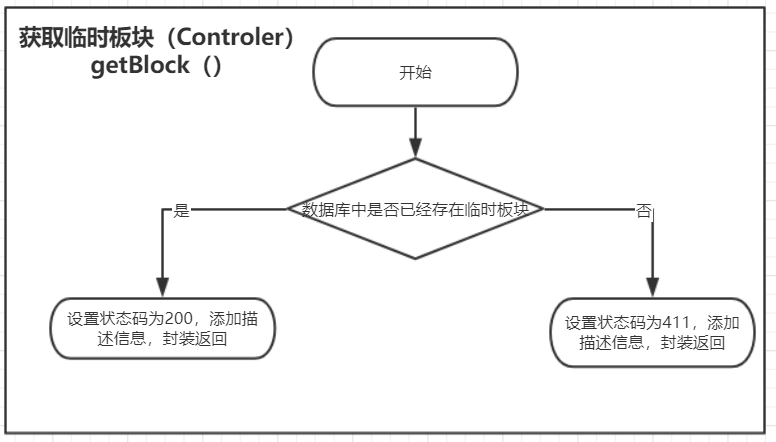 获取临时板块（Controler）
getBlock（）
开始
数据库中是否已经存在临时板块
是
否
设置状态码为200，添加描
述信息，封装返回
设置状态码为411，添加
描述信息，封装返回